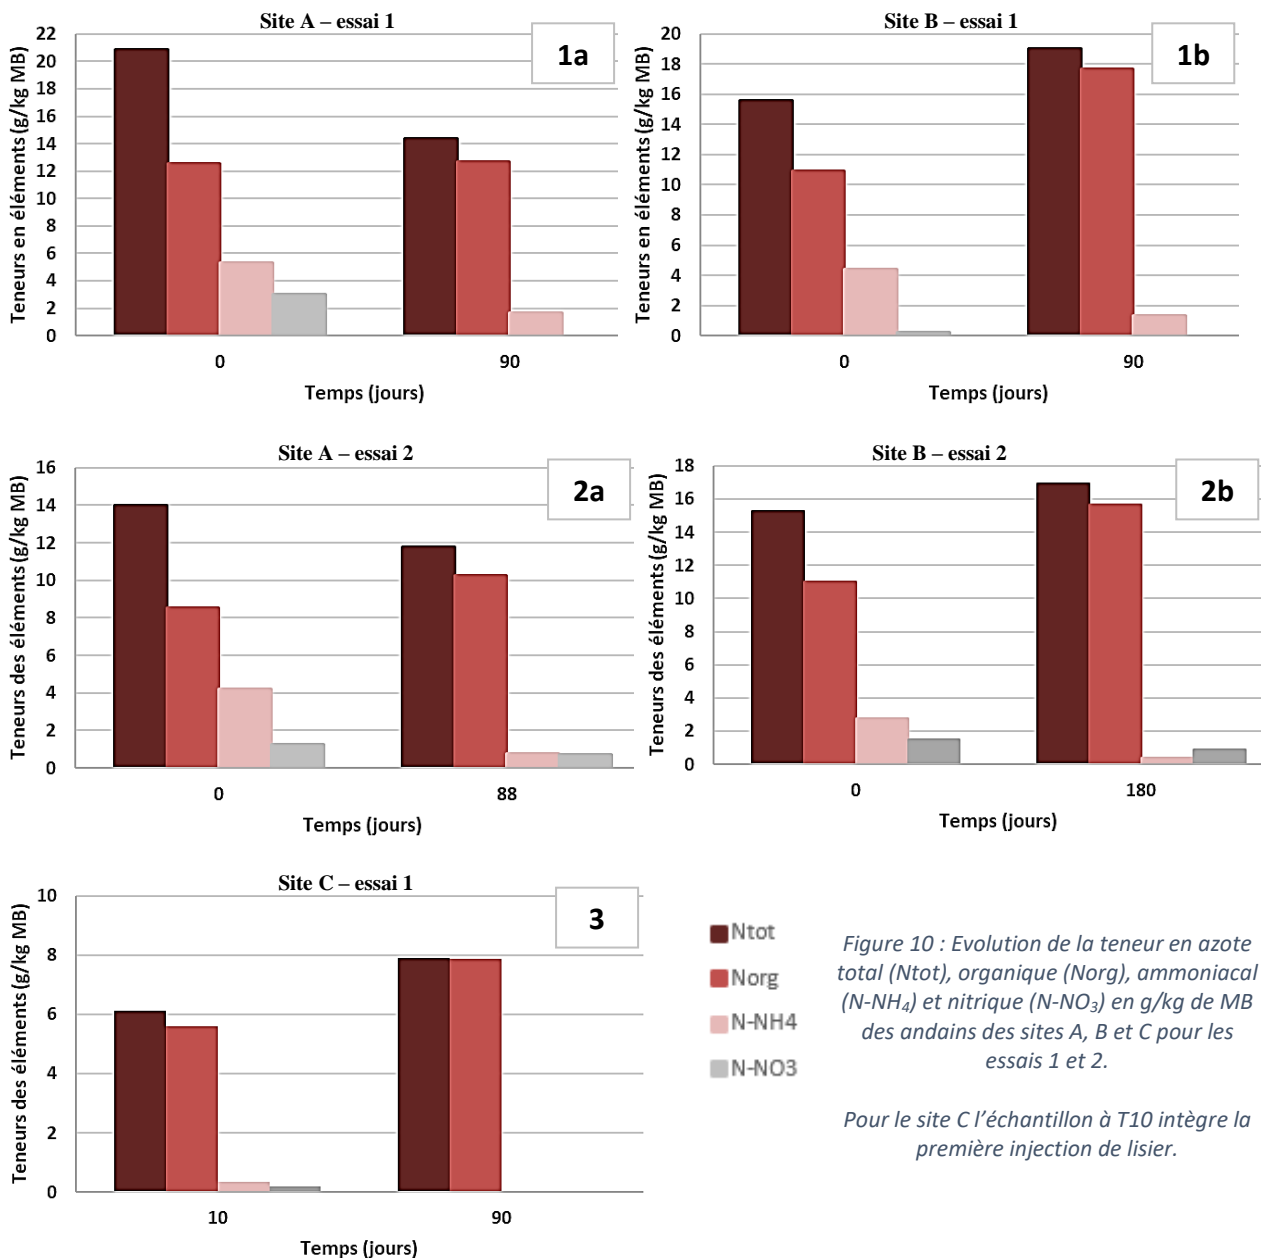 Site A – essai 1
1a
Teneurs en éléments (g/kg MB)
22
20
18
16
14
12
10
8
6
4
2
0
0 90
Temps (jours)
Site B – essai 1
1b
Teneurs en éléments (g/kg MB)
20
18
16
14
12
10
8
6
4
2
0
0 90
Temps (jours)
Site A – essai 2
2a
Teneurs des éléments (g/kg MB)
16
14
12
10
8
6
4
2
0
0 88
Temps (jours)
Site B – essai 2
2b
Teneurs des éléments (g/kg MB)
18
16
14
12
10
8
6
4
2
0
0 180
Temps (jours)
Site C – essai 1
3
Teneurs des éléments (g/kg MB)
10
8
6
4
2
0
10 90
Temps (jours)
Ntot
Norg
N-NH4
N-NO3
Figure 10 : Evolution de la teneur en azote
total (Ntot), organique (Norg), ammoniacal
(N-NH₄) et nitrique (N-NO₃) en g/kg de MB
des andains des sites A, B et C pour les
essais 1 et 2.
Pour le site C l’échantillon à T10 intègre la
première injection de lisier.